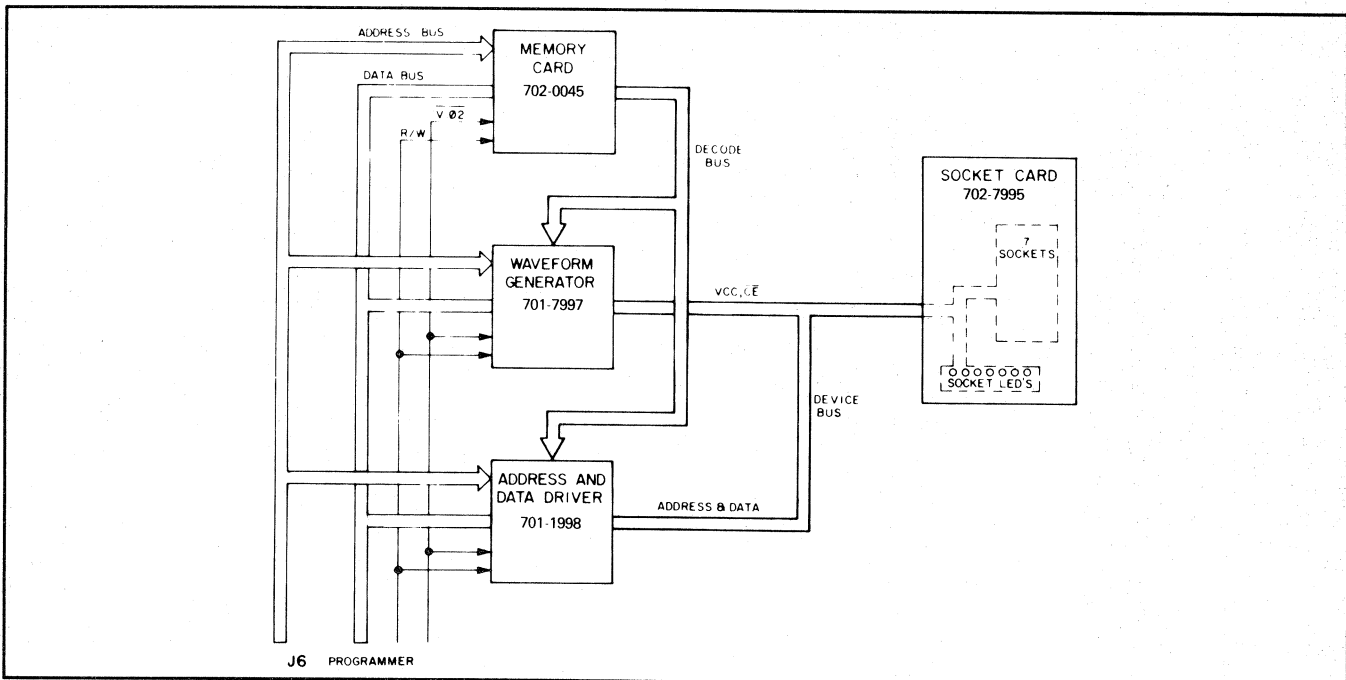 ADDRESS BUS
MEMORY
CARD
702-0045
DATA BUS
V Ø2
R/W
DECODE
BUS
SOCKET CARD
702-7995
7
SOCKETS
WAVEFORM
GENERATOR
701-7997
VCC, CE
SOCKET LED'S
DEVICE
BUS
ADDRESS AND
DATA DRIVER
701-1998
ADDRESS & DATA
J6 PROGRAMMER